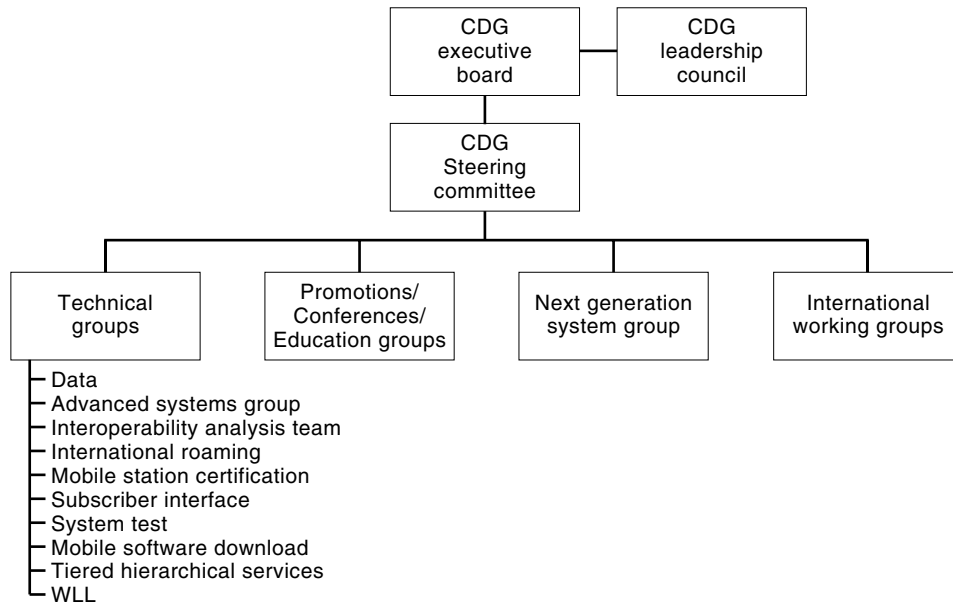 CDG
executive
board
CDG
leadership
council
CDG
Steering
committee
Technical
groups
Promotions/
Conferences/
Education groups
Next generation
system group
International
working groups
Data
Advanced systems group
Interoperability analysis team
International roaming
Mobile station certification
Subscriber interface
System test
Mobile software download
Tiered hierarchical services
WLL